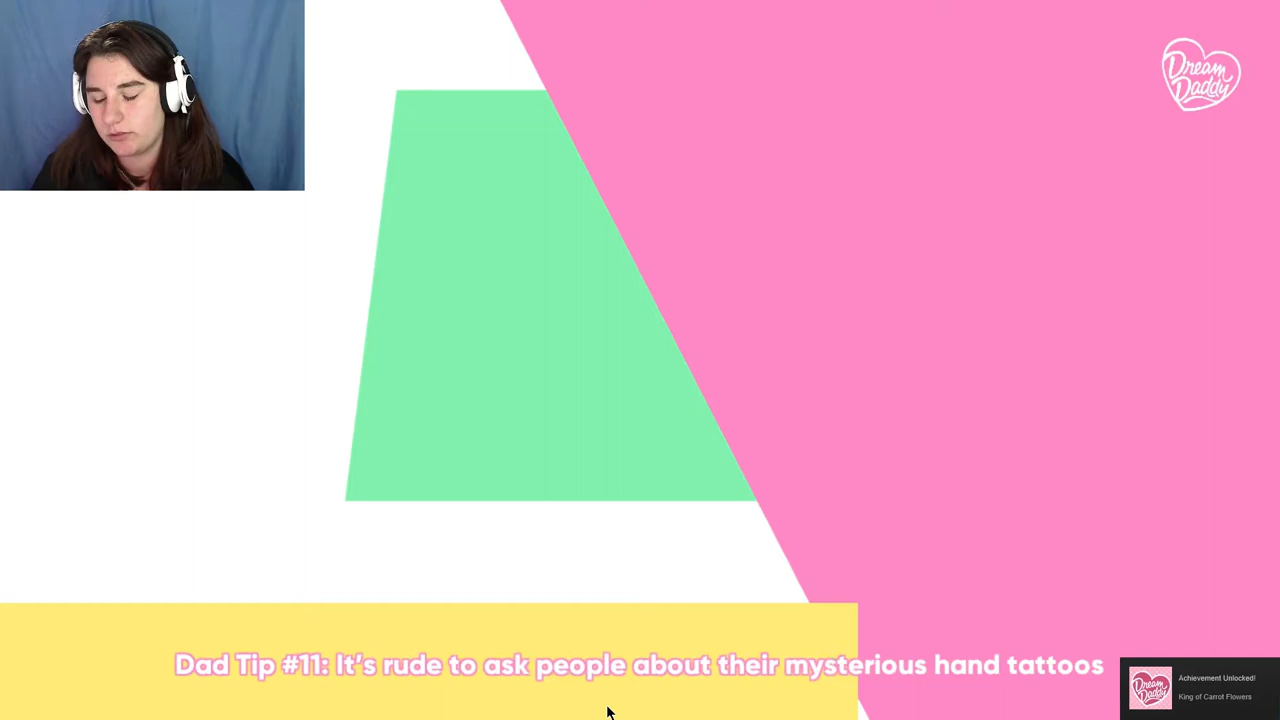 Dream
Daddy
Dad Tip #11: It's rude to ask people about their mysterious hand tattoos
Dream
Daddy
Achievement Unlocked!
King of Carrot Flowers